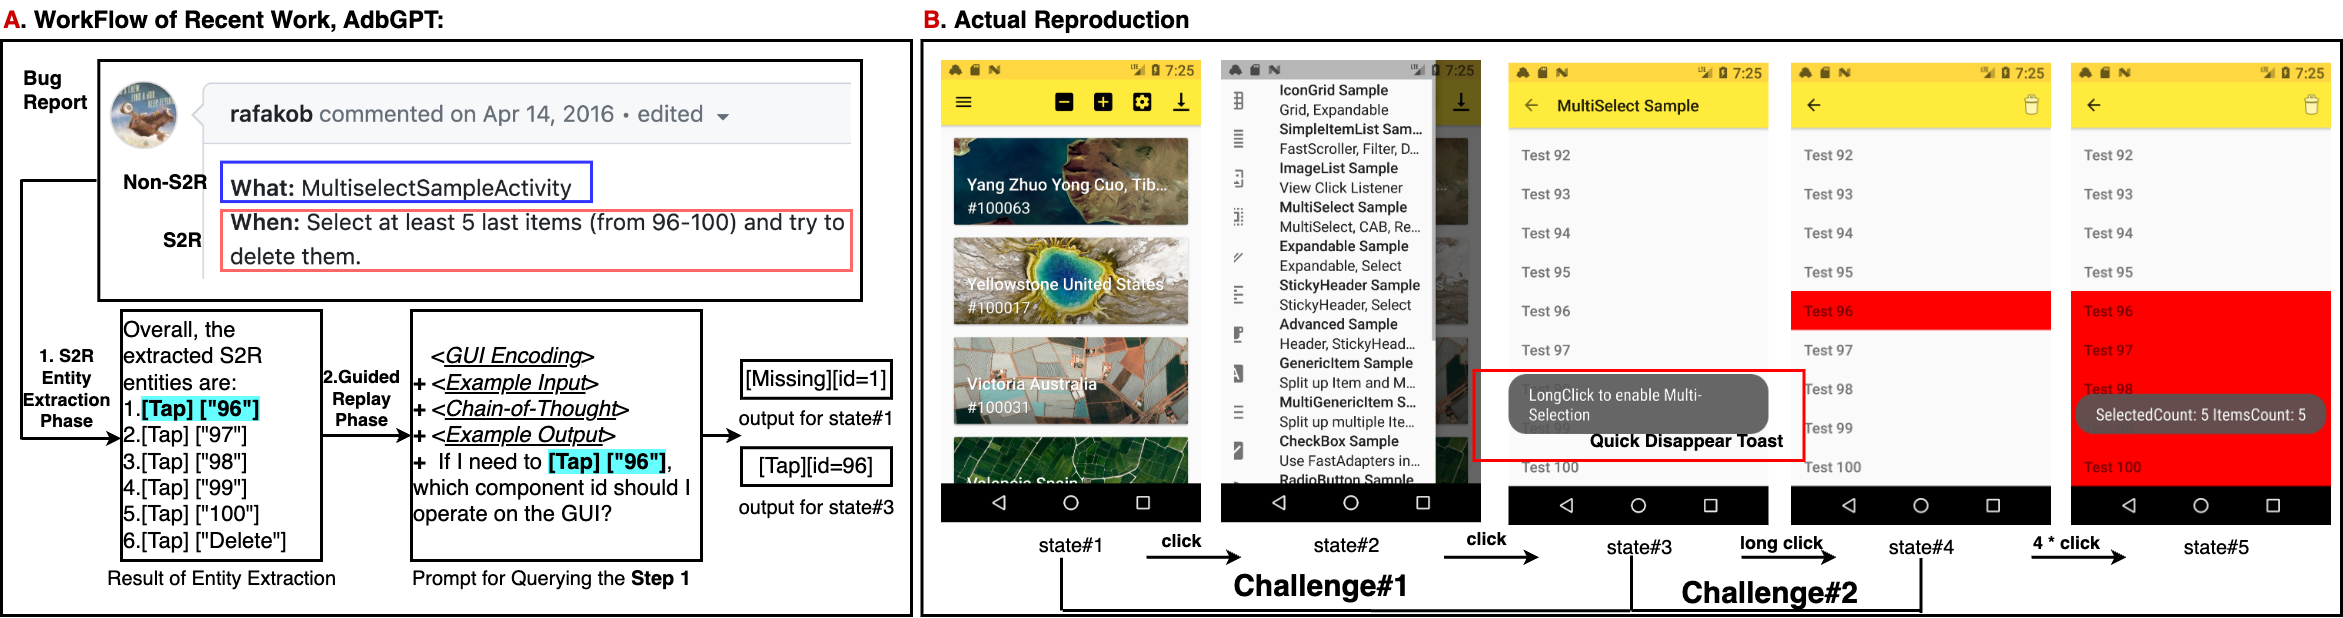 A. WorkFlow of Recent Work, AdbGPT:
Bug
Report
rafakob commented on Apr 14, 2016 • edited
Non-S2R
What: MultiselectSampleActivity
S2R
When: Select at least 5 last items (from 96-100) and try to
delete them.
1. S2R
Entity
Extraction
Phase
Overall, the
extracted S2R
entities are:
1.[Tap] ["96"]
2.[Tap] ["97"]
3.[Tap] ["98"]
4.[Tap] ["99"]
5.[Tap] ["100"]
6.[Tap] ["Delete"]
Result of Entity Extraction
2.Guided
Replay
Phase
<GUI Encoding>
+ <Example Input>
+ <Chain-of-Thought>
+ <Example Output>
+ If I need to [Tap] ["96"],
which component id should I
operate on the GUI?
Prompt for Querying the Step 1
[Missing][id=1]
output for state#1
[Tap][id=96]
output for state#3
B. Actual Reproduction
LTE 7:25
Yang Zhuo Yong Cuo, Tib...
#100063
Yellowstone United States
#100017
Victoria Australia
#100031
Valencia Spain
state#1
click
LTE 7:25
IconGrid Sample
Grid, Expandable
SimpleItemList Sam...
FastScroller, Filter, D...
ImageList Sample
View Click Listener
MultiSelect Sample
MultiSelect, CAB, Re...
Expandable Sample
Expandable, Select
StickyHeader Sample
StickyHeader, Select
Advanced Sample
Header, StickyHead...
GenericItem Sample
Split up Item and M...
MultiGenericItem S...
Split up multiple Ite...
CheckBox Sample
Use FastAdapters in...
RadioButton Sample
state#2
click
LTE 7:25
MultiSelect Sample
Test 92
Test 93
Test 94
Test 95
Test 96
Test 97
LongClick to enable Multi-
Selection
Test 99
Quick Disappear Toast
Test 100
state#3
long click
LTE 7:25
Test 92
Test 93
Test 94
Test 95
Test 96
Test 97
Test 98
Test 99
Test 100
state#4
4 * click
LTE 7:25
Test 92
Test 93
Test 94
Test 95
Test 96
Test 97
Test 98
SelectedCount: 5 ItemsCount: 5
Test 100
state#5
Challenge#1
Challenge#2